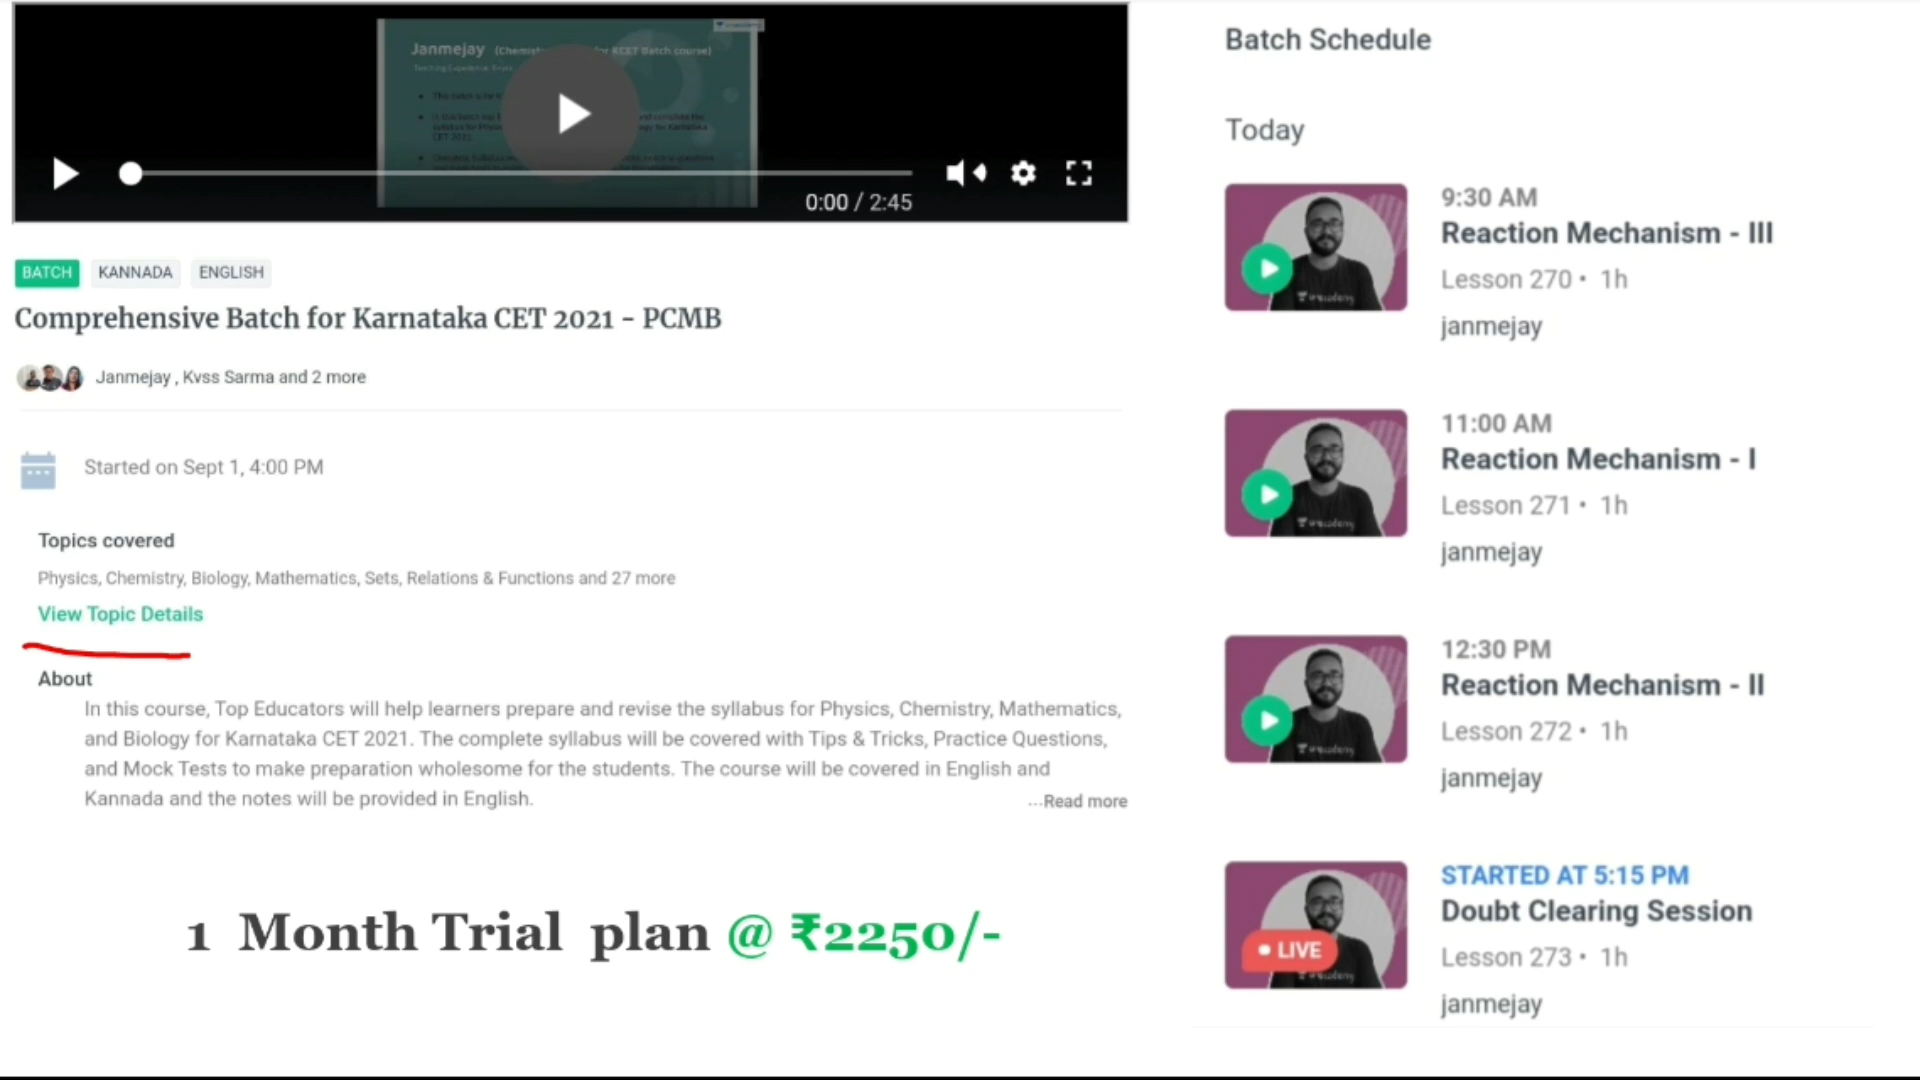 Janmejay
0:00 / 2:45
BATCH KANNADA ENGLISH
Comprehensive Batch for Karnataka CET 2021 - PCMB
Janmejay , Kvss Sarma and 2 more
Started on Sept 1, 4:00 PM
Topics covered
Physics, Chemistry, Biology, Mathematics, Sets, Relations & Functions and 27 more
View Topic Details
About
In this course, Top Educators will help learners prepare and revise the syllabus for Physics, Chemistry, Mathematics,
and Biology for Karnataka CET 2021. The complete syllabus will be covered with Tips & Tricks, Practice Questions,
and Mock Tests to make preparation wholesome for the students. The course will be covered in English and
Kannada and the notes will be provided in English.
...Read more
1 Month Trial plan @ ₹2250/-
Batch Schedule
Today
9:30 AM
Reaction Mechanism - III
Lesson 270 • 1h
janmejay
11:00 AM
Reaction Mechanism - I
Lesson 271 • 1h
janmejay
12:30 PM
Reaction Mechanism - II
Lesson 272 • 1h
janmejay
STARTED AT 5:15 PM
Doubt Clearing Session
LIVE
Lesson 273 • 1h
janmejay